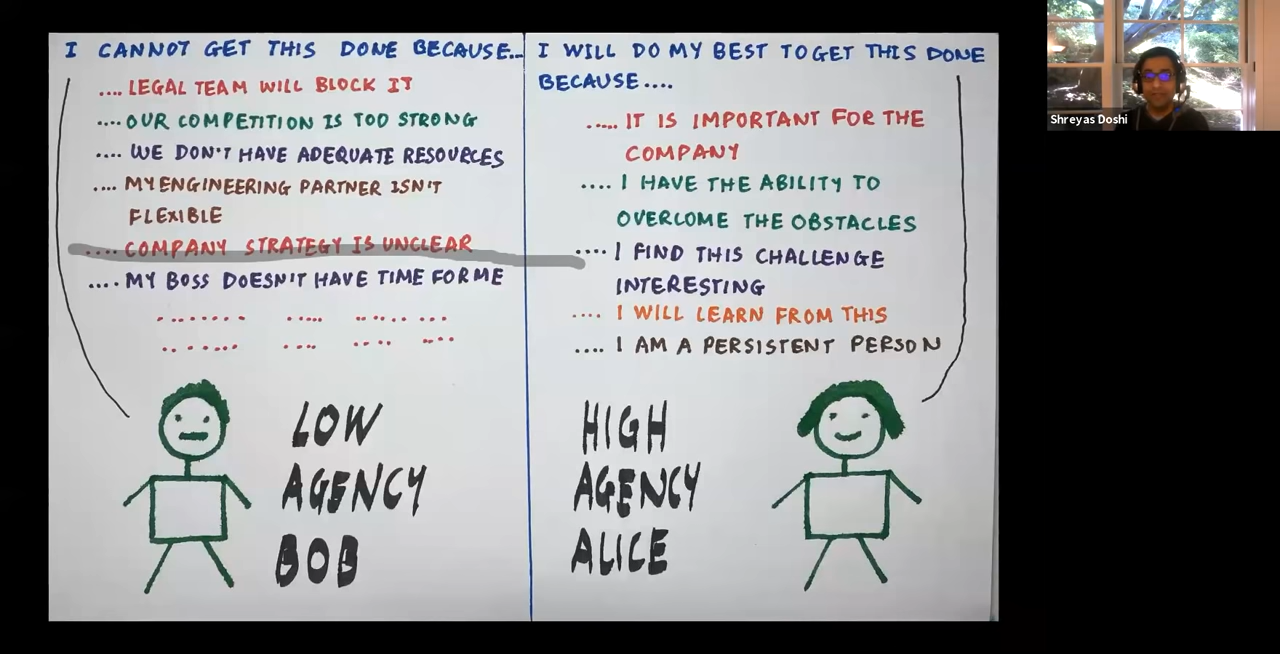 I CANNOT GET THIS DONE BECAUSE...
.... LEGAL TEAM WILL BLOCK IT
.... OUR COMPETITION IS TOO STRONG
.... WE DON'T HAVE ADEQUATE RESOURCES
.... MY ENGINEERING PARTNER ISN'T
FLEXIBLE
.... COMPANY STRATEGY IS UNCLEAR
.... MY BOSS DOESN'T HAVE TIME FOR ME
LOW
AGENCY
BOB
I WILL DO MY BEST TO GET THIS DONE
BECAUSE....
..... IT IS IMPORTANT FOR THE
COMPANY
.... I HAVE THE ABILITY TO
OVERCOME THE OBSTACLES
.... I FIND THIS CHALLENGE
INTERESTING
.... I WILL LEARN FROM THIS
.... I AM A PERSISTENT PERSON
HIGH
AGENCY
ALICE
Shreyas Doshi